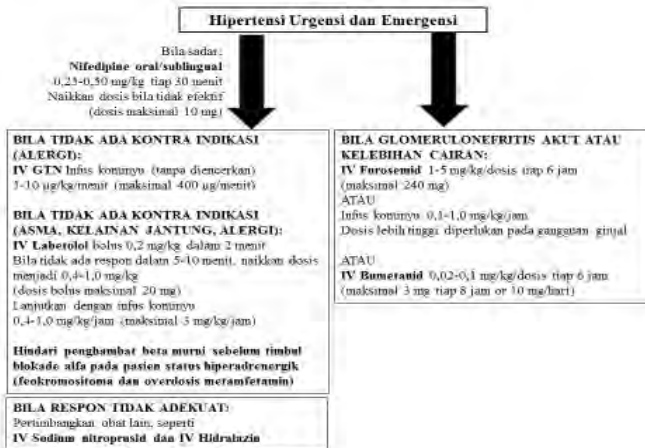 Hipertensi Urgensi dan Emergensi
Bila sadar:
Nifedipine oral/sublingual
0,25-0,50 mg/kg tiap 30 menit
Naikkan dosis bila tidak efektif
(dosis maksimal 10 mg)
BILA TIDAK ADA KONTRA INDIKASI
(ALERGI):
IV GTN Infus kontinyu (tanpa diencerkan)
1-10 µg/kg/menit (maksimal 400 µg/menit)
BILA TIDAK ADA KONTRA INDIKASI
(ASMA, KELAINAN JANTUNG, ALERGI):
IV Labetolol bolus 0,2 mg/kg dalam 2 menit
Bila tidak ada respon dalam 5-10 menit, naikkan dosis
menjadi 0,4-1,0 mg/kg
(dosis bolus maksimal 20 mg)
Lanjutkan dengan infus kontinyu
0,4-1,0 mg/kg/jam (maksimal 3 mg/kg/jam)
Hindari penghambat beta murni sebelum timbul
blokade alfa pada pasien status hiperadrenergik
(feokromositoma dan overdosis metamfetamin)
BILA RESPON TIDAK ADEKUAT:
Pertimbangkan obat lain, seperti
IV Sodium nitroprusid dan IV Hidralazin
BILA GLOMERULONEFRITIS AKUT ATAU
KELEBIHAN CAIRAN:
IV Furosemid 1-5 mg/kg/dosis tiap 6 jam
(maksimal 240 mg)
ATAU
Infus kontinyu 0,1-1,0 mg/kg/jam
Dosis lebih tinggi diperlukan pada gangguan ginjal
ATAU
IV Bumetanid 0,02-0,1 mg/kg/dosis tiap 6 jam
(maksimal 3 mg tiap 8 jam or 10 mg/hari)